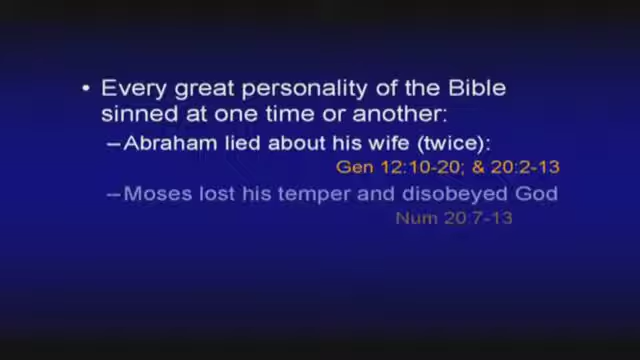 • Every great personality of the Bible
sinned at one time or another:
–Abraham lied about his wife (twice):
Gen 12:10-20; & 20:2-13
–Moses lost his temper and disobeyed God
Num 20:7-13